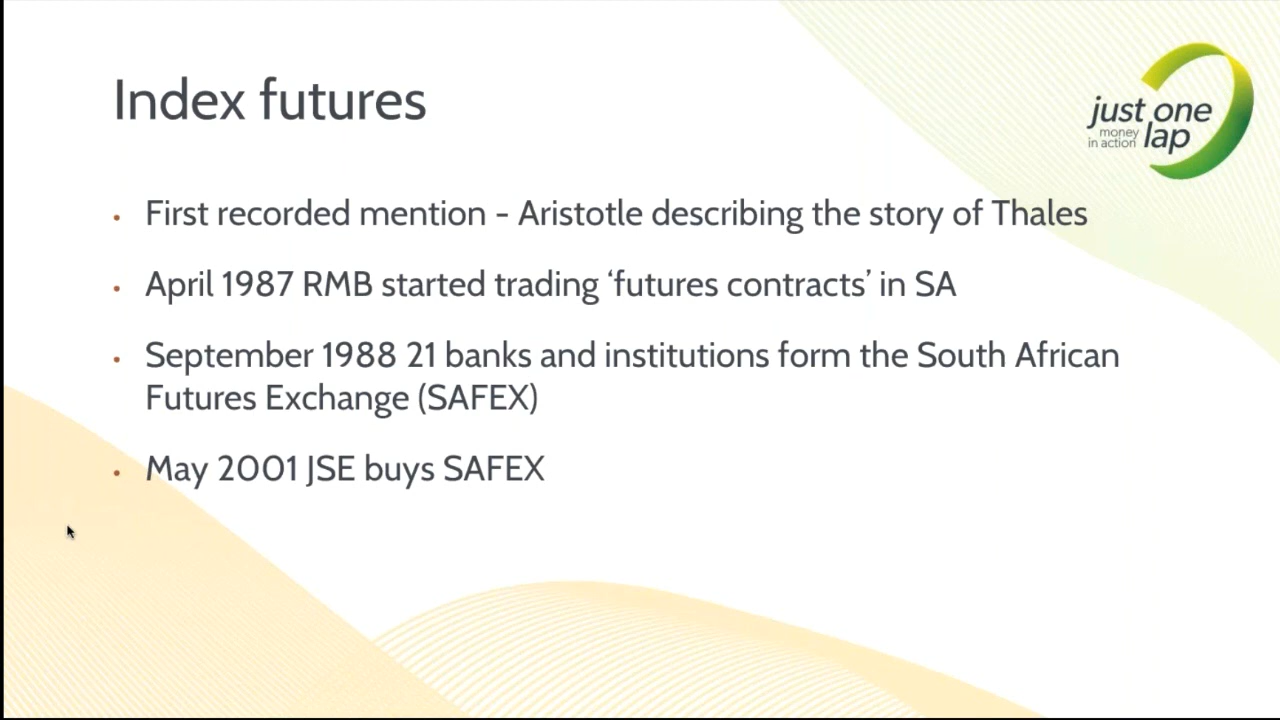 Index futures
just one
money
in action lap
• First recorded mention - Aristotle describing the story of Thales
• April 1987 RMB started trading ‘futures contracts’ in SA
• September 1988 21 banks and institutions form the South African
Futures Exchange (SAFEX)
• May 2001 JSE buys SAFEX